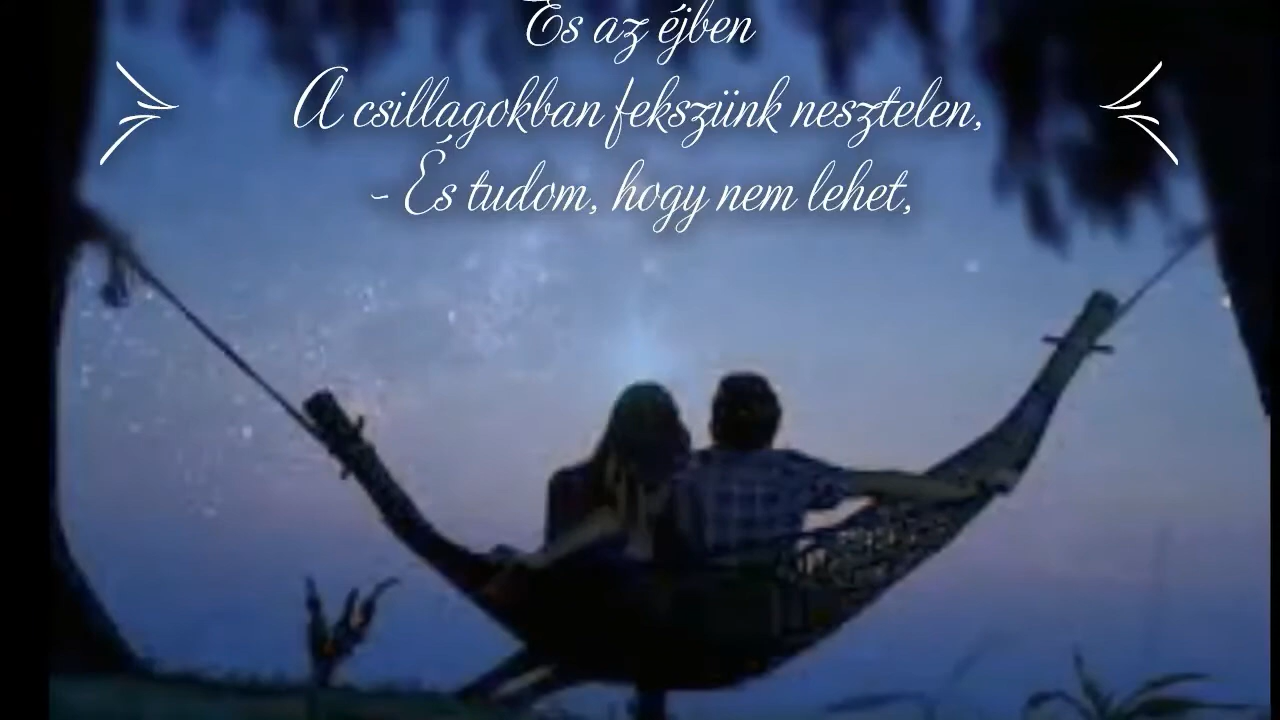 És az éjben
A csillagokban fekszünk nesztelen,
- És tudom, hogy nem lehet,